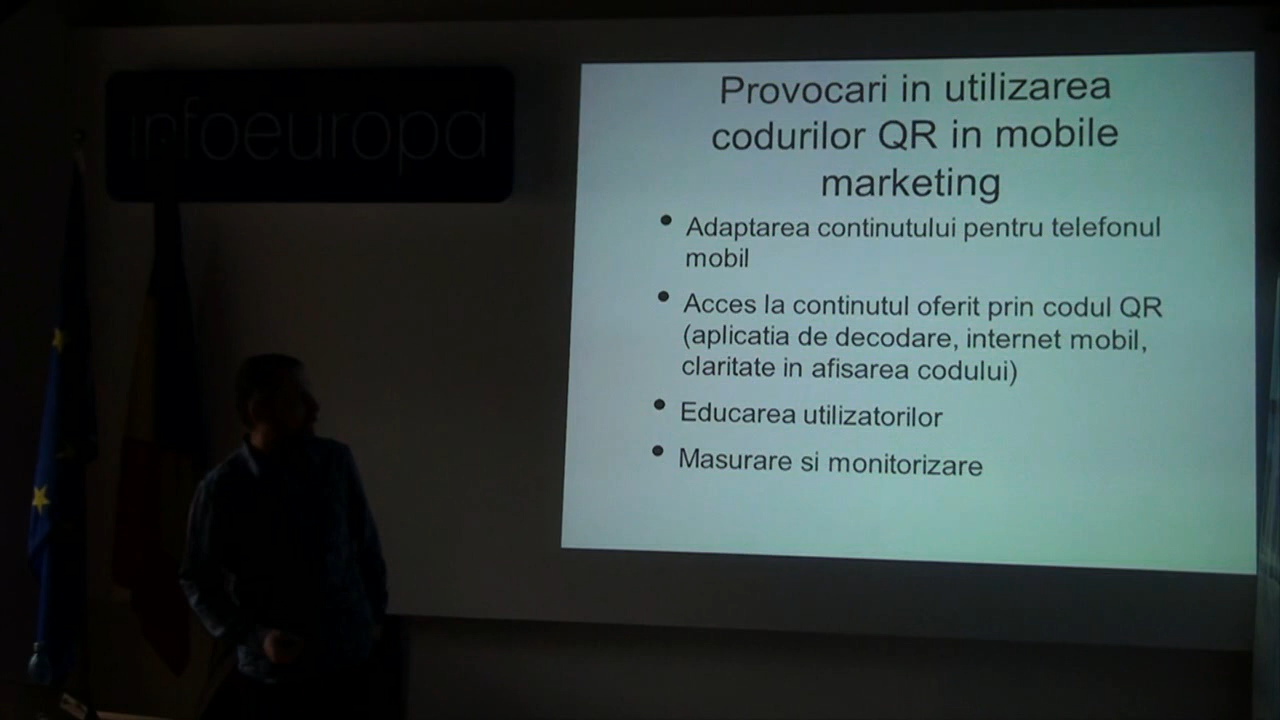 infoeuropa
Provocari in utilizarea
codurilor QR in mobile
marketing
Adaptarea continutului pentru telefonul
mobil
Acces la continutul oferit prin codul QR
(aplicatia de decodare, internet mobil,
claritate in afisarea codului)
Educarea utilizatorilor
Masurare si monitorizare